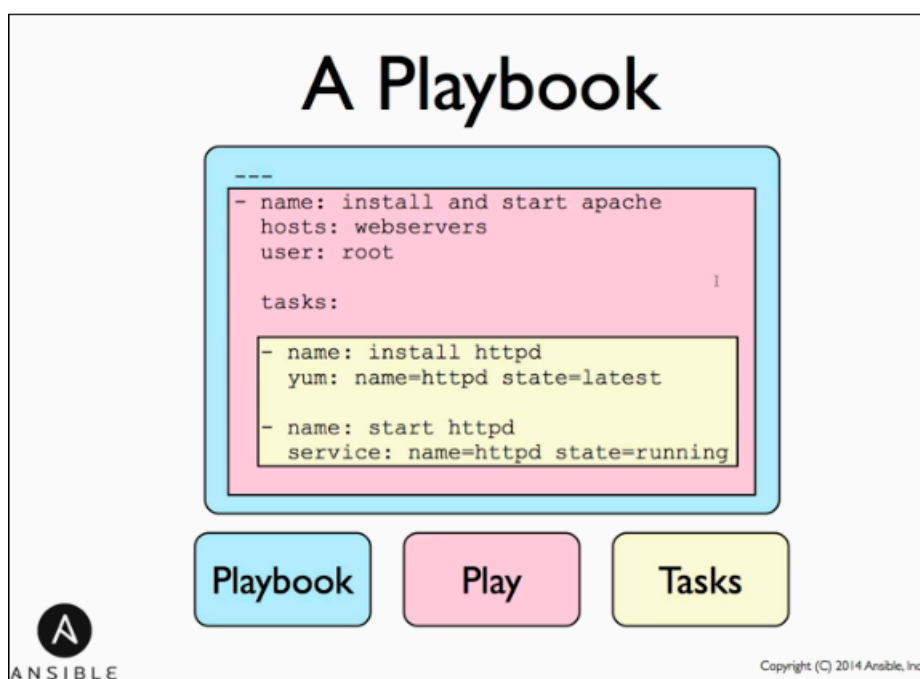 A Playbook
---
- name: install and start apache
hosts: webservers
user: root
tasks:
- name: install httpd
yum: name=httpd state=latest
- name: start httpd
service: name=httpd state=running
Playbook
Play
Tasks
A
ANSIBLE
Copyright (C) 2014 Ansible, Inc